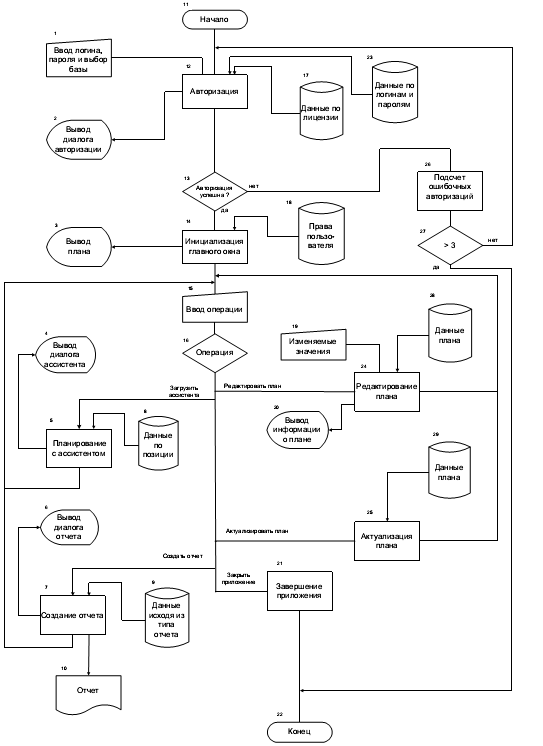 11
Начало
1
Ввод логина,
пароля и выбор
базы
12
Авторизация
17
Данные по
лицензии
23
Данные по
логинам и
паролям
2
Вывод
диалога
авторизации
13
Авторизация
успешна ?
нет
да
26
Подсчет
ошибочных
авторизаций
27
> 3
нет
да
3
Вывод
плана
14
Инициализация
главного окна
18
Права
пользо-
вателя
15
Ввод операции
16
Операция
19
Изменяемые
значения
28
Данные
плана
4
Вывод
диалога
ассистента
Загрузить
ассистента
Редактировать план
24
Редактирование
плана
5
Планирование
с ассистентом
8
Данные
по
позиции
20
Вывод
информации
о плане
29
Данные
плана
6
Вывод
диалога
отчета
Актуализировать план
25
Актуализация
плана
Создать отчет
7
Создание отчета
9
Данные
исходя из
типа
отчета
Закрыть
приложение
21
Завершение
приложения
10
Отчет
22
Конец